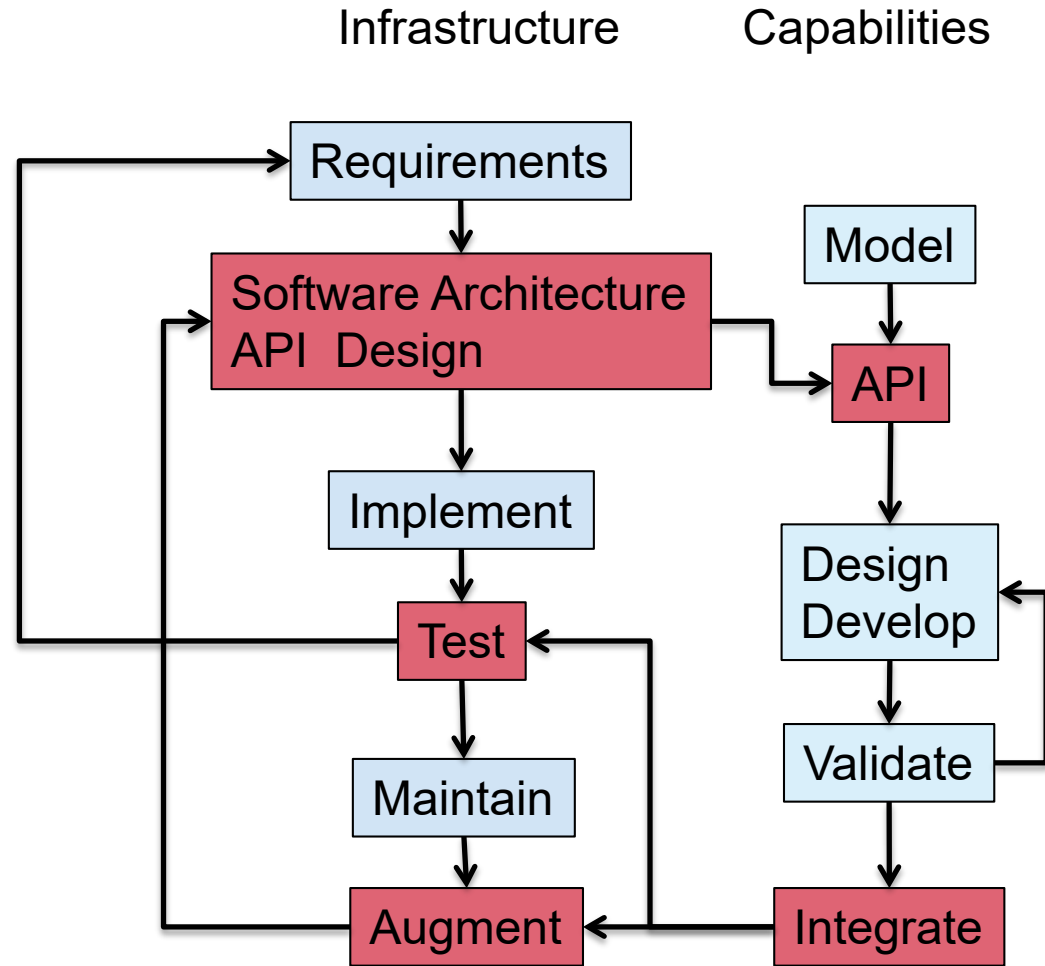 Infrastructure
Capabilities
Requirements
Model
Software Architecture
API  Design
API
Implement
Design
Develop
Test
Validate
Maintain
Augment
Integrate